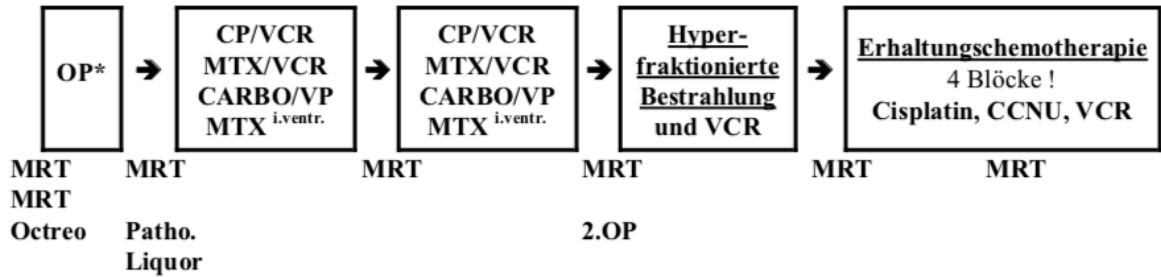 OP*
➔
CP/VCR
MTX/VCR
CARBO/VP
MTX i.ventr.
➔
CP/VCR
MTX/VCR
CARBO/VP
MTX i.ventr.
➔
Hyper-
fraktionierte
Bestrahlung
und VCR
➔
Erhaltungschemotherapie
4 Blöcke !
Cisplatin, CCNU, VCR
MRT MRT MRT MRT MRT MRT
MRT
Octreo Patho. 2.OP
Liquor